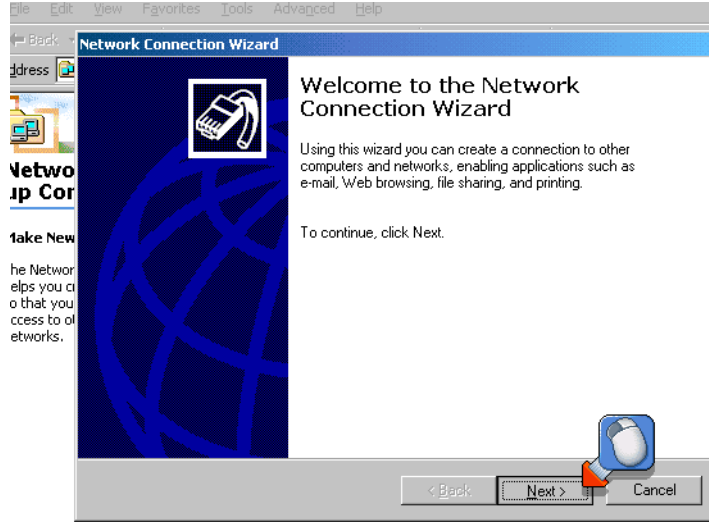 File Edit View Favorites Tools Advanced Help
Back
Network Connection Wizard
Welcome to the Network
Connection Wizard
Using this wizard you can create a connection to other
computers and networks, enabling applications such as
e-mail, Web browsing, file sharing, and printing.
To continue, click Next.
ddress
Netwo
up Cor
Make New
he Networ
elps you cr
o that you
ccess to ot
etworks.
< Back Next > Cancel